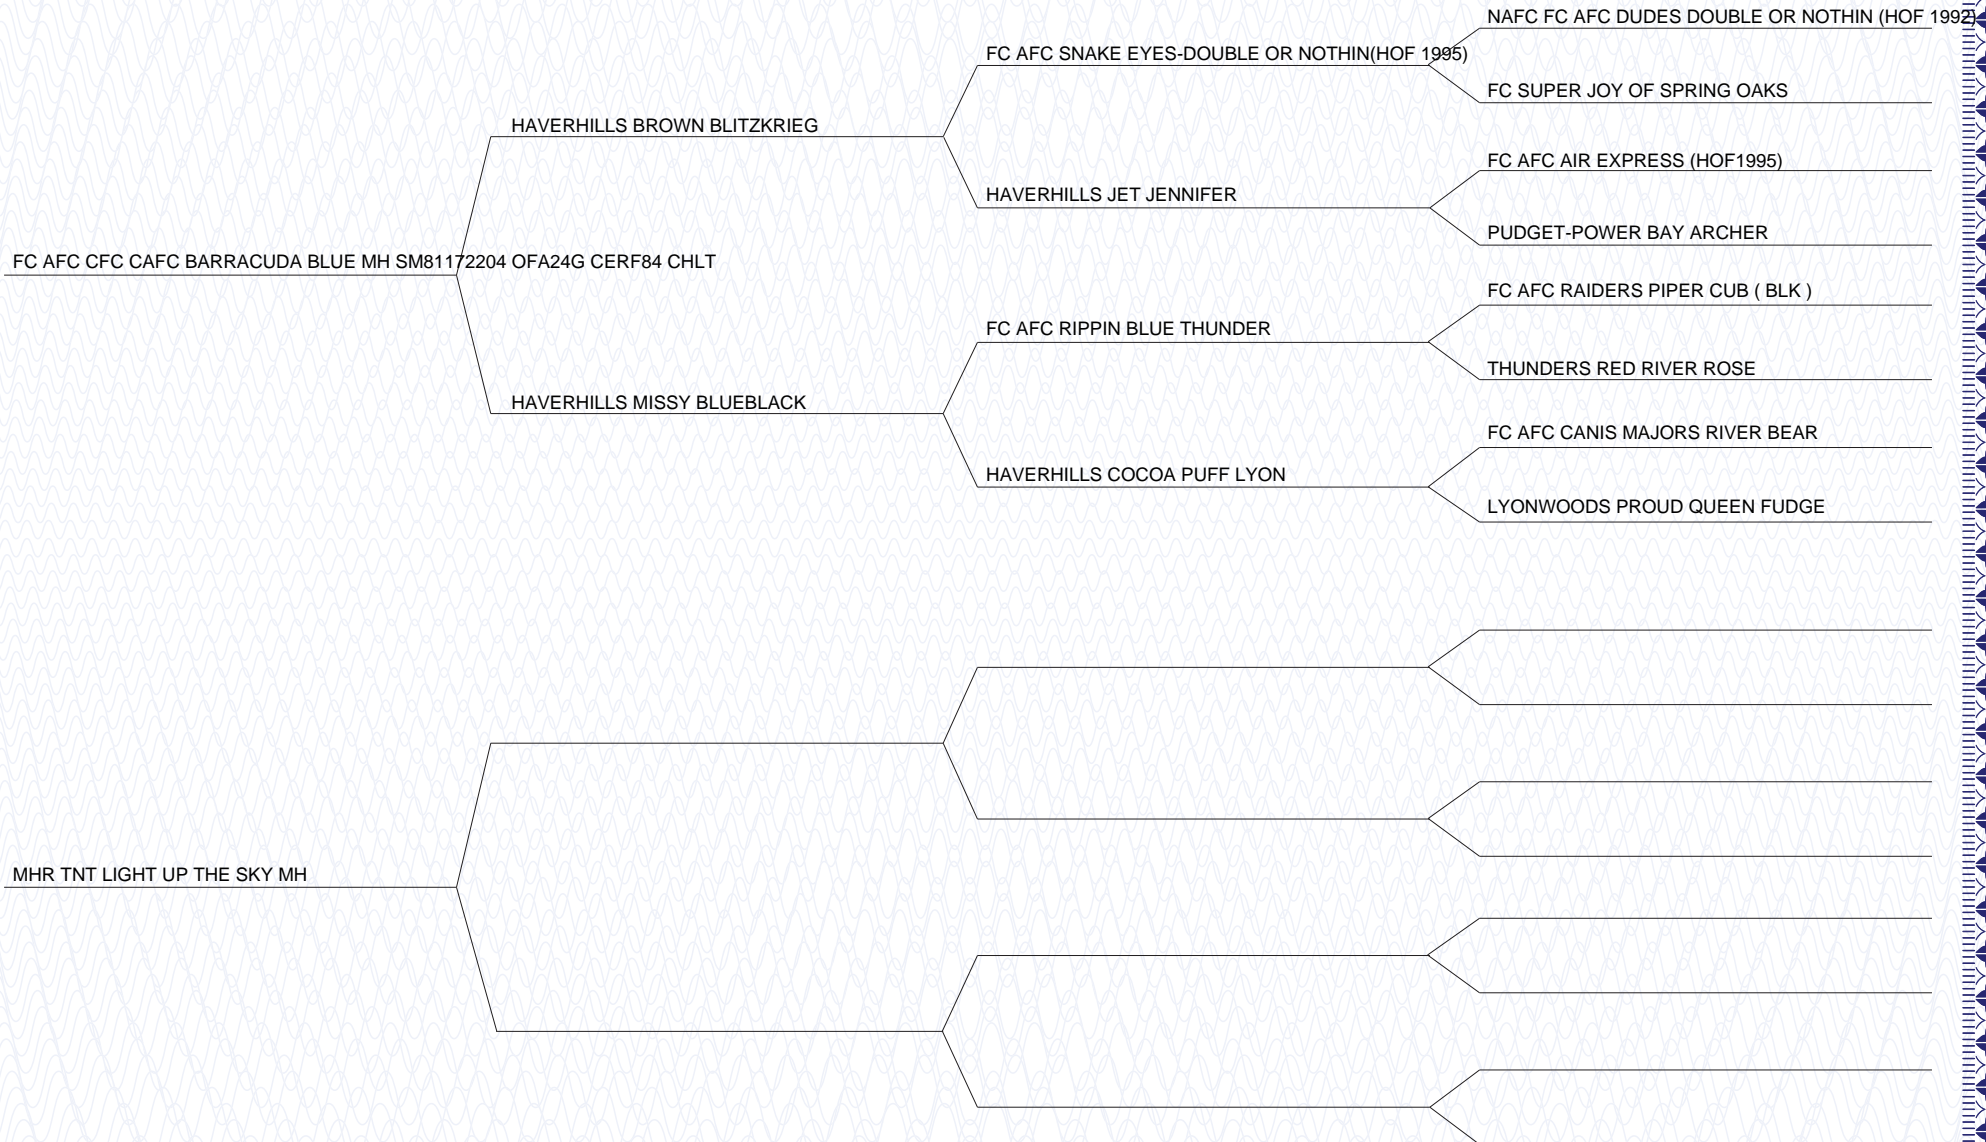 NAFC FC AFC DUDES DOUBLE OR NOTHIN (HOF 1992)
FC AFC SNAKE EYES-DOUBLE OR NOTHIN(HOF 1995)
FC SUPER JOY OF SPRING OAKS
HAVERHILLS BROWN BLITZKRIEG
FC AFC AIR EXPRESS (HOF1995)
HAVERHILLS JET JENNIFER
PUDGET-POWER BAY ARCHER
FC AFC CFC CAFC BARRACUDA BLUE MH SM81172204 OFA24G CERF84 CHLT
FC AFC RAIDERS PIPER CUB ( BLK )
FC AFC RIPPIN BLUE THUNDER
THUNDERS RED RIVER ROSE
HAVERHILLS MISSY BLUEBLACK
FC AFC CANIS MAJORS RIVER BEAR
HAVERHILLS COCOA PUFF LYON
LYONWOODS PROUD QUEEN FUDGE
MHR TNT LIGHT UP THE SKY MH